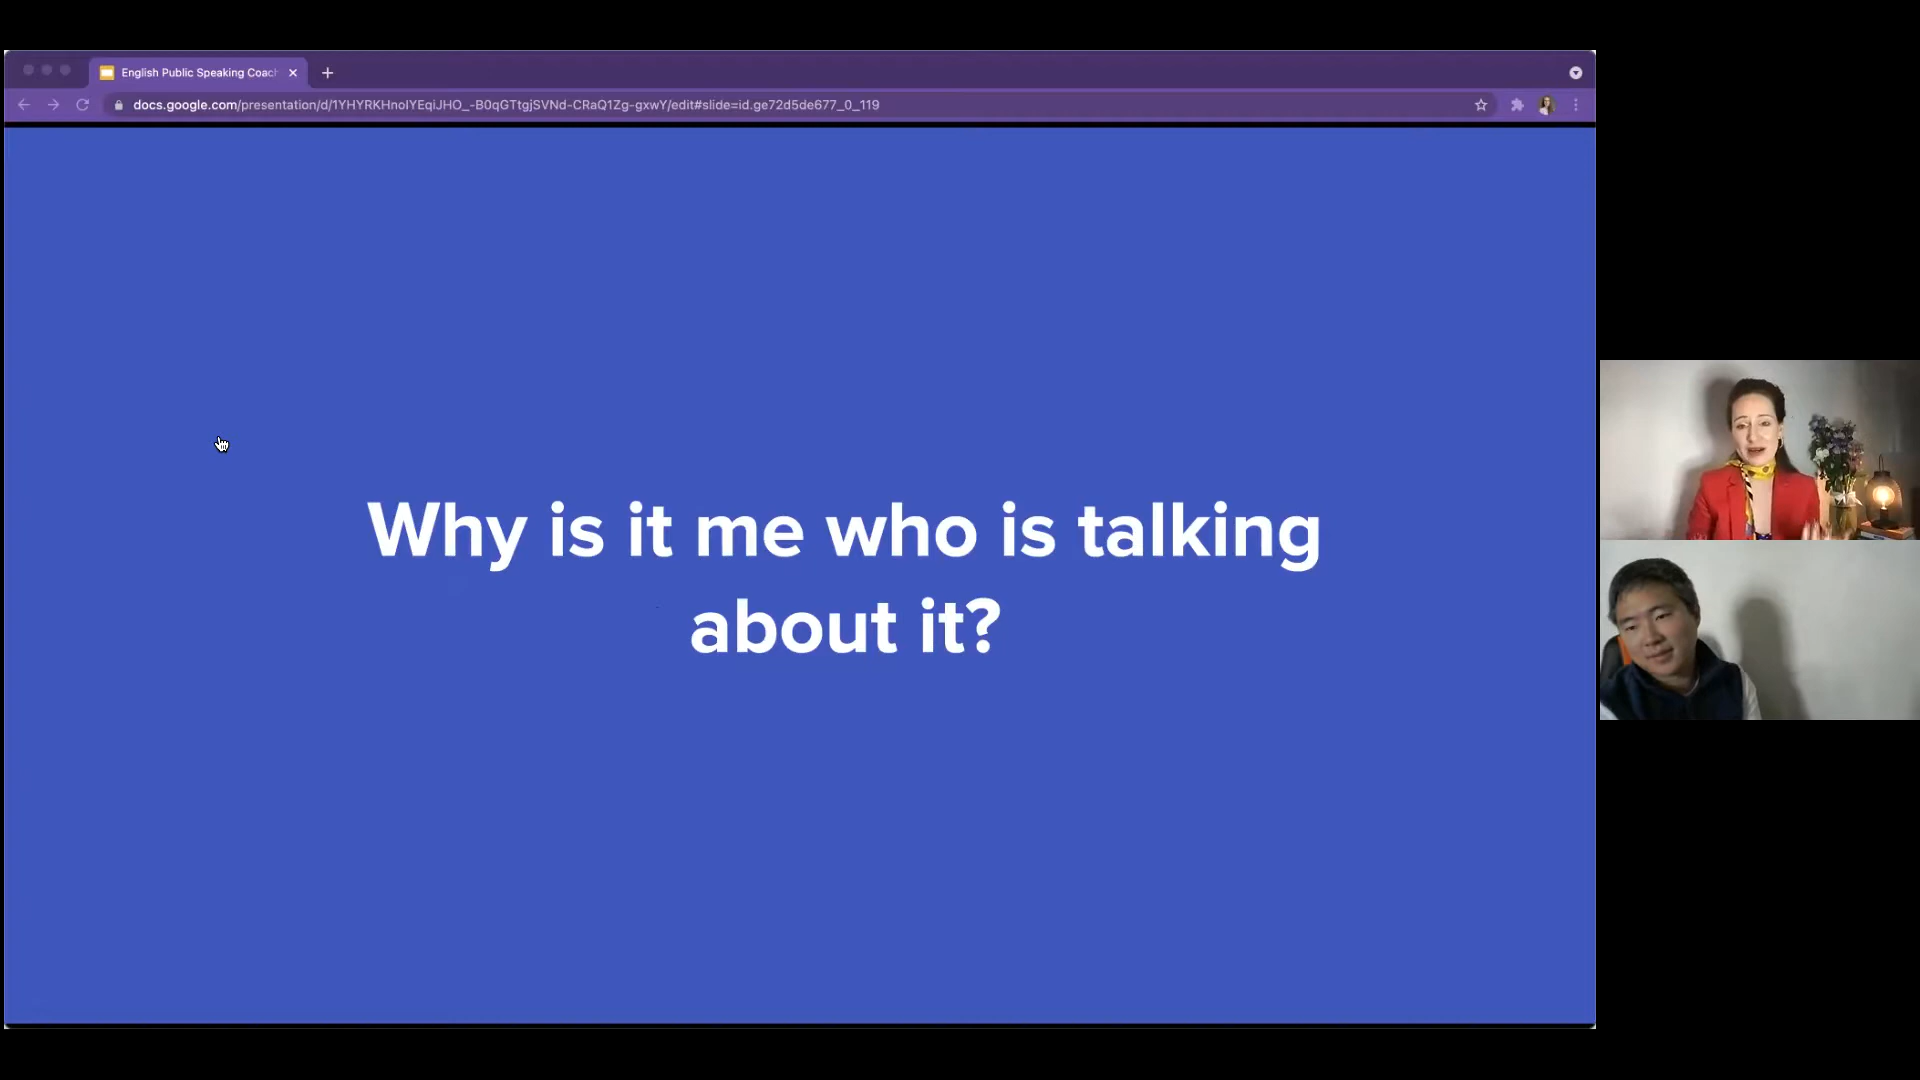 English Public Speaking Coach
docs.google.com/presentation/d/1YHYRKHnoIYEqiJHO_-B0qGTtgjSVNd-CRaQ1Zg-gxwY/edit#slide=id.ge72d5de677_0_119
Why is it me who is talking
about it?